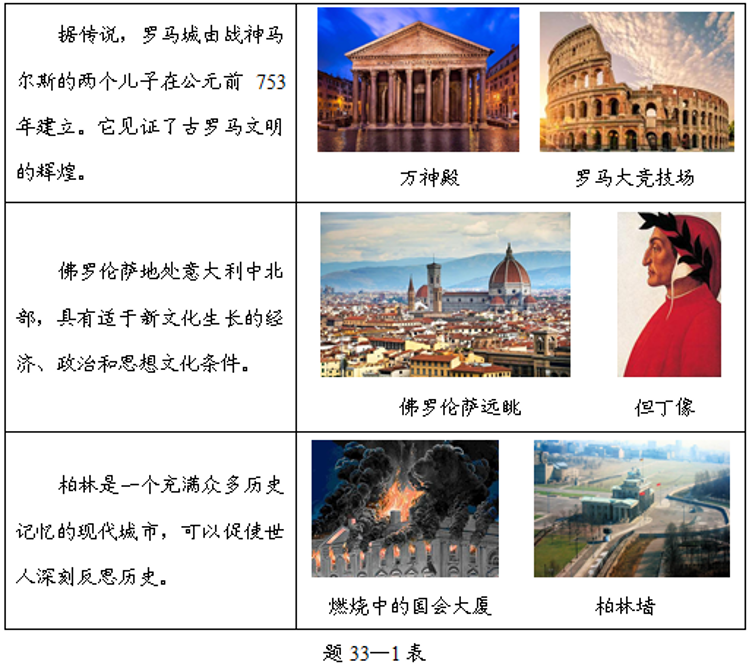 据传说，罗马城由战神马
尔斯的两个儿子在公元前 753
年建立。它见证了古罗马文明
的辉煌。
万神殿
罗马大竞技场
佛罗伦萨地处意大利中北
部，具有适于新文化生长的经
济、政治和思想文化条件。
佛罗伦萨远眺
但丁像
柏林是一个充满众多历史
记忆的现代城市，可以促使世
人深刻反思历史。
燃烧中的国会大厦
柏林墙
题 33—1 表